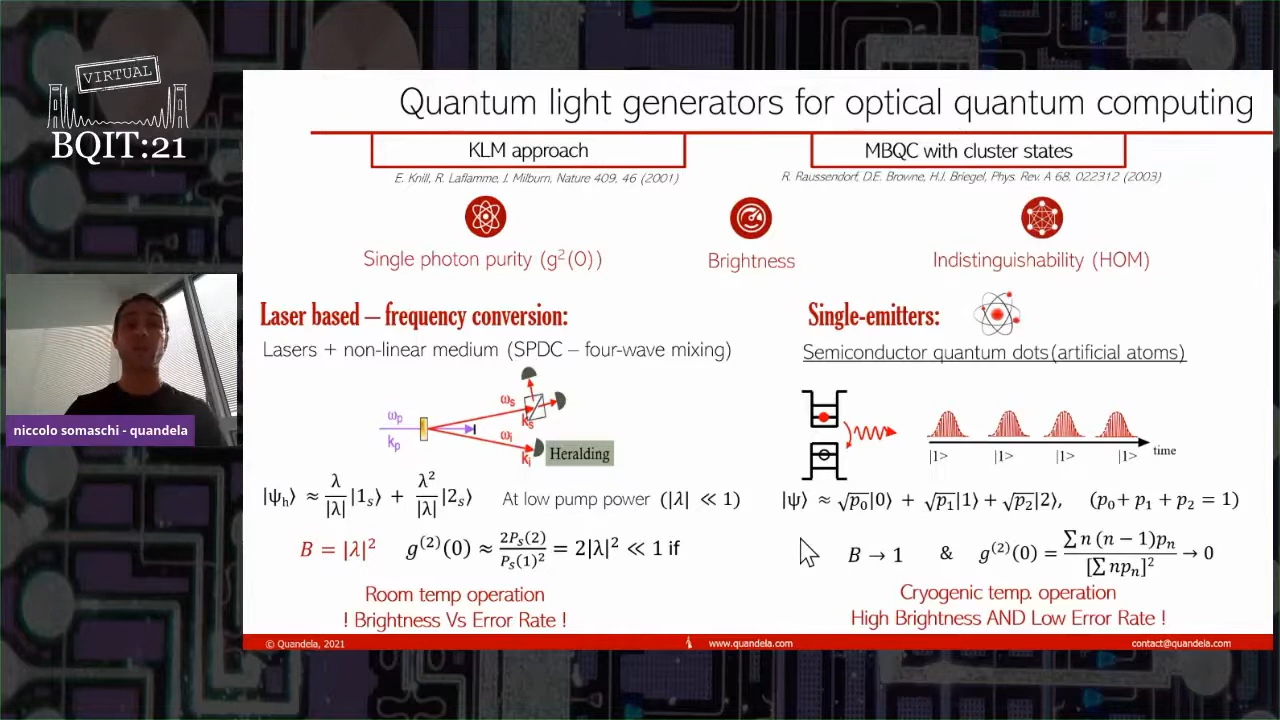 VIRTUAL
BQIT:21
Quantum light generators for optical quantum computing
KLM approach
MBQC with cluster states
E. Knill, R. Laflamme, J. Milburn, Nature 409, 46 (2001)
R. Raussendorf, D.E. Browne, H.J. Briegel, Phys. Rev. A 68, 022312 (2003)
Single photon purity (g²(0))
Brightness
Indistinguishability (HOM)
Laser based – frequency conversion:
Lasers + non-linear medium (SPDC – four-wave mixing)
ωp
kp
ωs
ks
ωi
ki
Heralding
|ψₕ⟩ ≈ λ/|λ| |1ₛ⟩ + λ²/|λ| |2ₛ⟩
At low pump power (|λ| ≪ 1)
B = |λ|²
g⁽²⁾(0) ≈ 2Pₛ(2)/Pₛ(1)² = 2|λ|² ≪ 1 if
Room temp operation
! Brightness Vs Error Rate !
Single-emitters:
Semiconductor quantum dots(artificial atoms)
|1> |1> |1> |1>
time
|ψ⟩ ≈ √p₀|0⟩ + √p₁|1⟩ + √p₂|2⟩, (p₀+ p₁ + p₂ = 1)
B → 1 & g⁽²⁾(0) = ∑ n (n − 1)pₙ/[∑ npₙ]² → 0
Cryogenic temp. operation
High Brightness AND Low Error Rate !
niccolo somaschi - quandela
© Quandela, 2021
www.quandela.com
contact@quandela.com